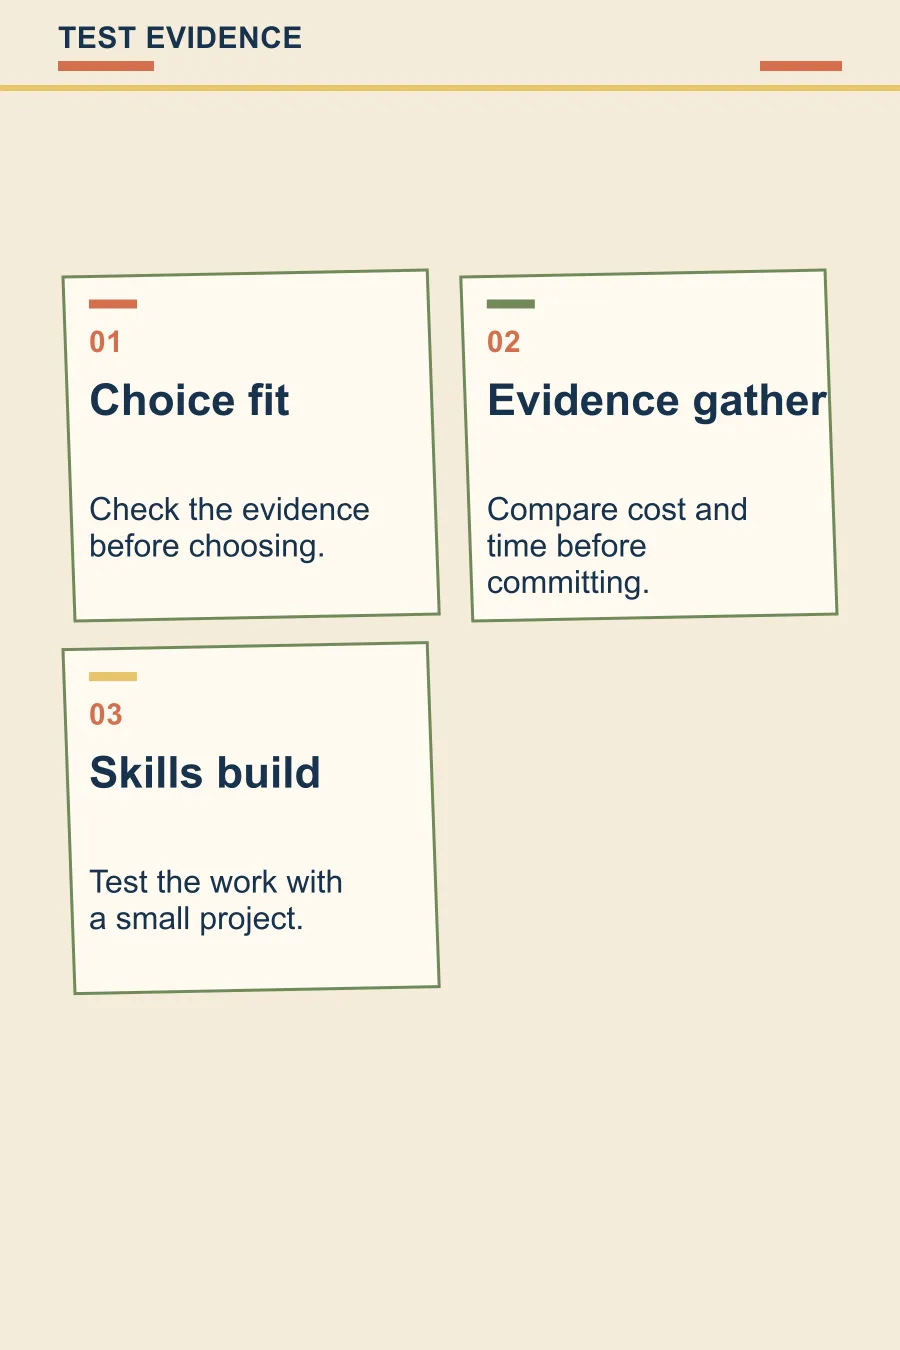 TEST EVIDENCE
01
Choice fit
Check the evidence
before choosing.
02
Evidence gather
Compare cost and
time before
committing.
03
Skills build
Test the work with
a small project.